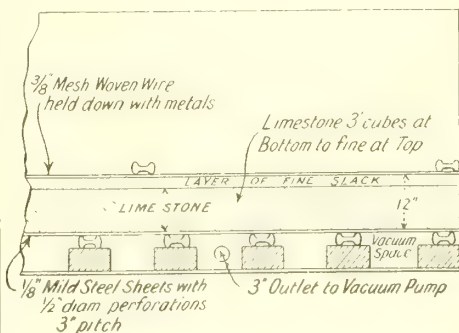 3/8" Mesh Woven Wire
held down with metals
Limestone 3" cubes at
Bottom to fine at Top
LAYER OF FINE SLACK
LIME STONE
12"
Vacuum
Space
1/8" Mild Steel Sheets with
1/2" diam perforations
3" pitch
3" Outlet to Vacuum Pump